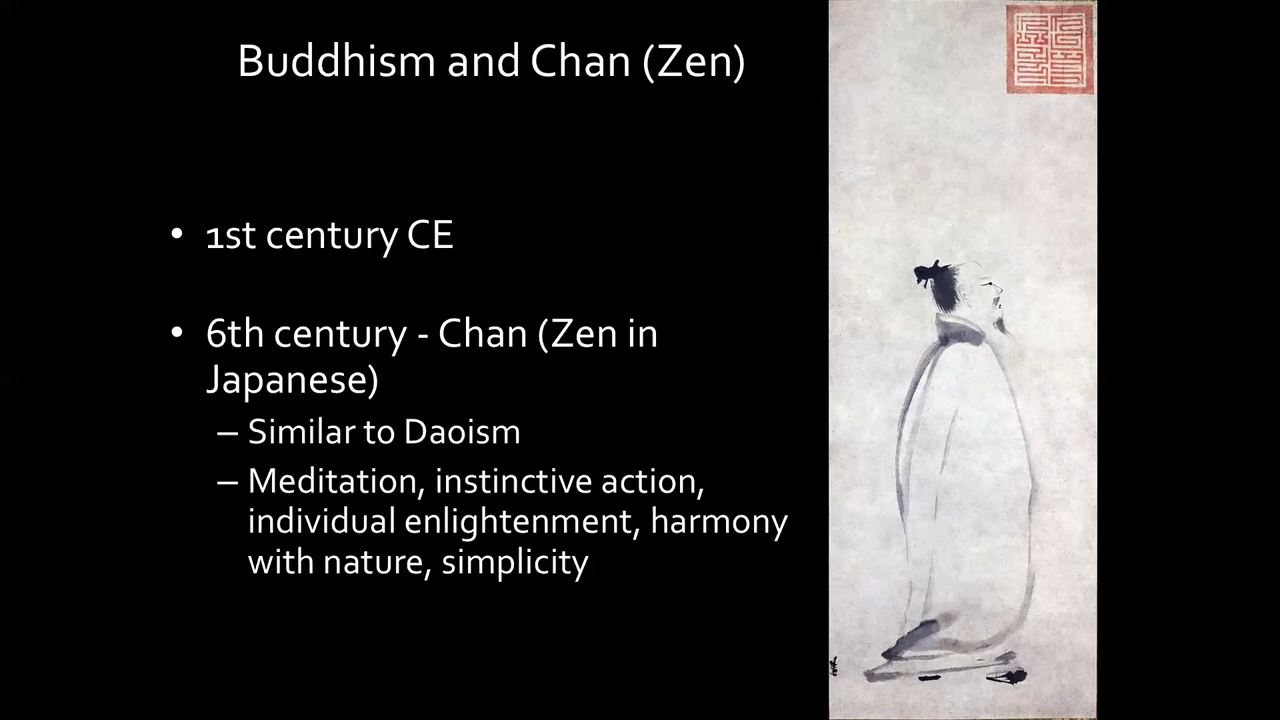 Buddhism and Chan (Zen)
• 1st century CE
• 6th century - Chan (Zen in
Japanese)
– Similar to Daoism
– Meditation, instinctive action,
individual enlightenment, harmony
with nature, simplicity